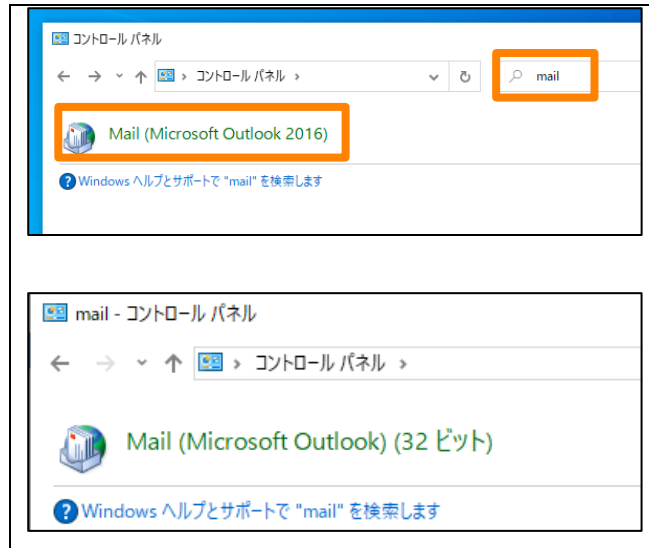 コントロール パネル
コントロール パネル
mail
Mail (Microsoft Outlook 2016)
Windows ヘルプとサポートで "mail" を検索します
mail - コントロール パネル
コントロール パネル
Mail (Microsoft Outlook) (32 ビット)
Windows ヘルプとサポートで "mail" を検索します